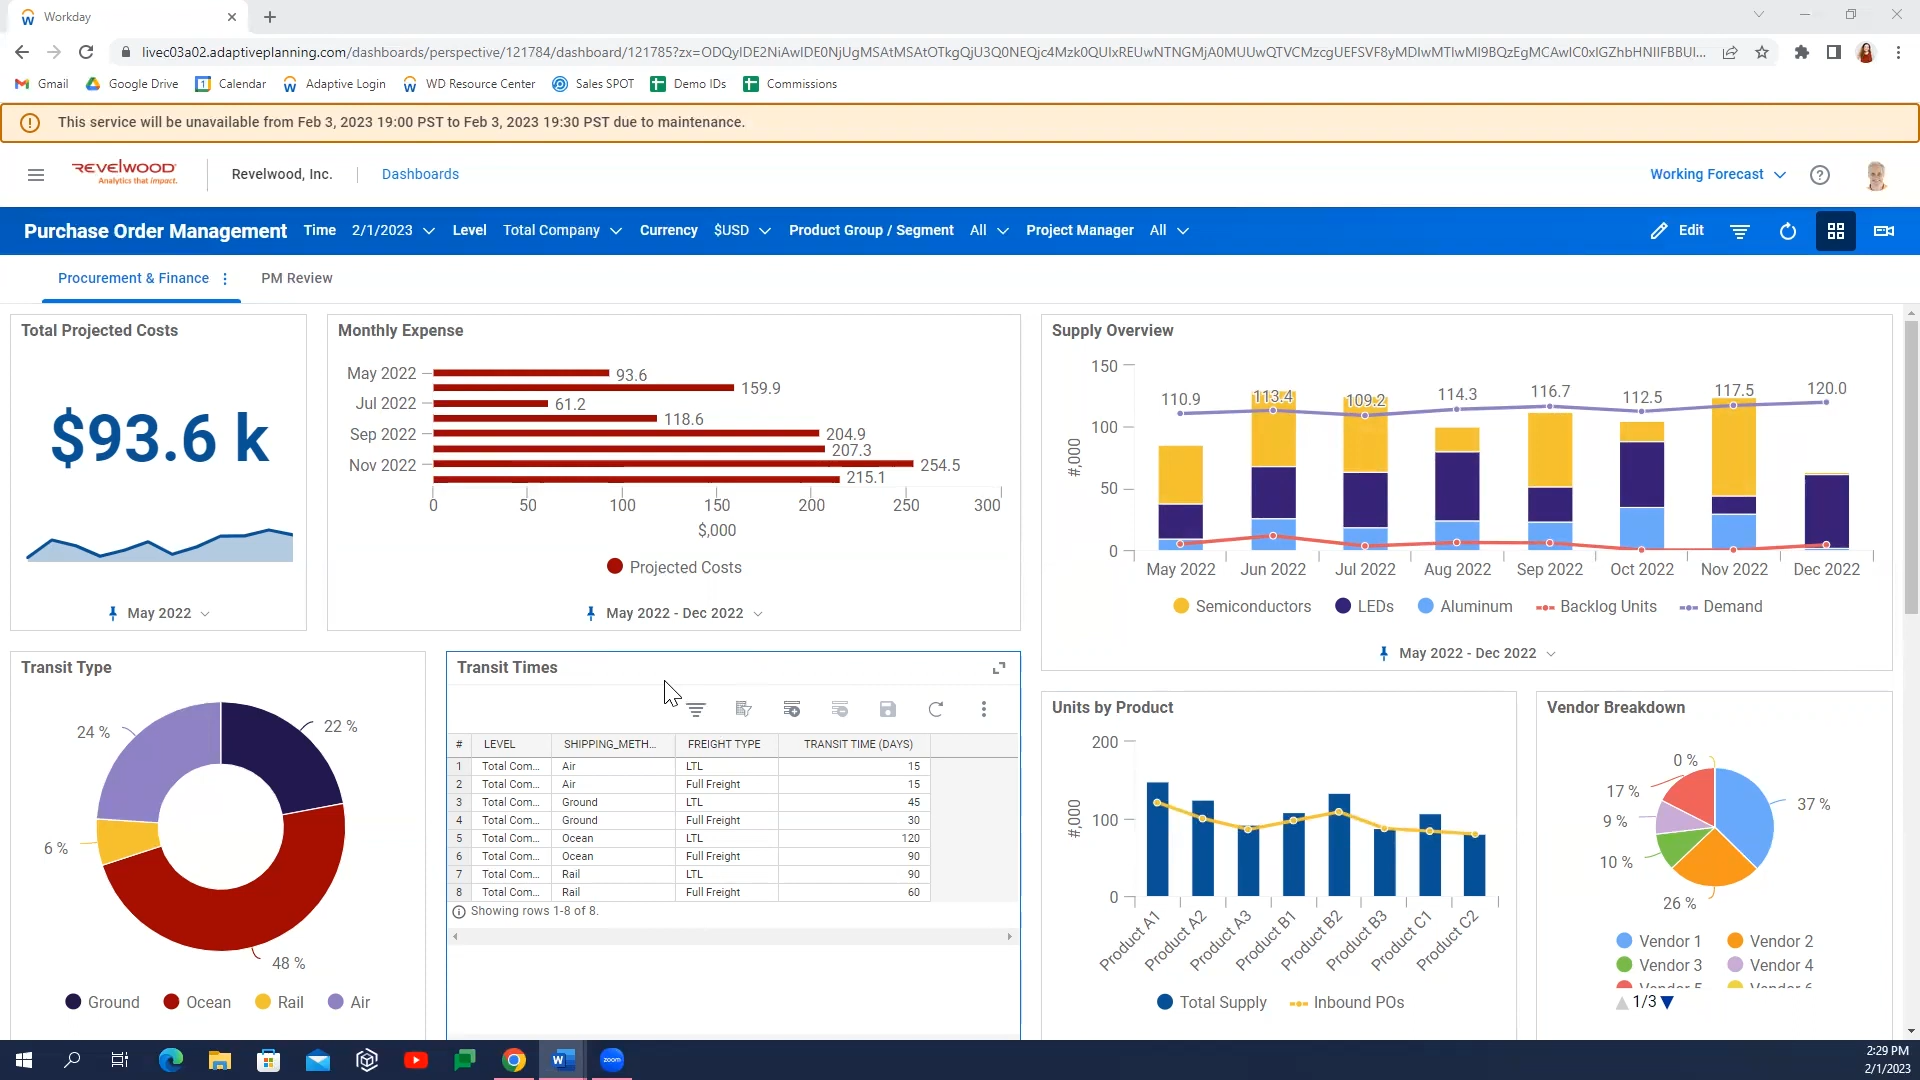 Workday
livec03a02.adaptiveplanning.com/dashboards/perspective/121784/dashboard/121785?zx=
Gmail Google Drive Calendar Adaptive Login WD Resource Center Sales SPOT Demo IDs Commissions
This service will be unavailable from Feb 3, 2023 19:00 PST to Feb 3, 2023 19:30 PST due to maintenance.
REVELWOOD
Analytics that impact.
Revelwood, Inc. Dashboards Working Forecast
Purchase Order Management Time 2/1/2023 Level Total Company Currency $USD Product Group / Segment All Project Manager All Edit
Procurement & Finance PM Review
Total Projected Costs
$93.6 k
May 2022
Monthly Expense
May 2022 93.6
159.9
Jul 2022 61.2
118.6
Sep 2022 204.9
207.3
Nov 2022 254.5
215.1
0 50 100 150 200 250 300
$,000
Projected Costs
May 2022 - Dec 2022
Supply Overview
150
100
50
0
#,000
110.9 113.4 109.2 114.3 116.7 112.5 117.5 120.0
May 2022 Jun 2022 Jul 2022 Aug 2022 Sep 2022 Oct 2022 Nov 2022 Dec 2022
Semiconductors LEDs Aluminum Backlog Units Demand
May 2022 - Dec 2022
Transit Type
24 % 22 %
6 %
48 %
Ground Ocean Rail Air
Transit Times
# LEVEL SHIPPING_METH... FREIGHT TYPE TRANSIT TIME (DAYS)
1 Total Com... Air LTL 15
2 Total Com... Air Full Freight 15
3 Total Com... Ground LTL 45
4 Total Com... Ground Full Freight 30
5 Total Com... Ocean LTL 120
6 Total Com... Ocean Full Freight 90
7 Total Com... Rail LTL 90
8 Total Com... Rail Full Freight 60
Showing rows 1-8 of 8.
Units by Product
200
100
0
#,000
Product A1 Product A2 Product A3 Product B1 Product B2 Product B3 Product C1 Product C2
Total Supply Inbound POs
Vendor Breakdown
0 %
17 % 37 %
9 %
10 %
26 %
Vendor 1 Vendor 2
Vendor 3 Vendor 4
Vendor 5 Vendor 6
1/3
zoom
2:29 PM
2/1/2023